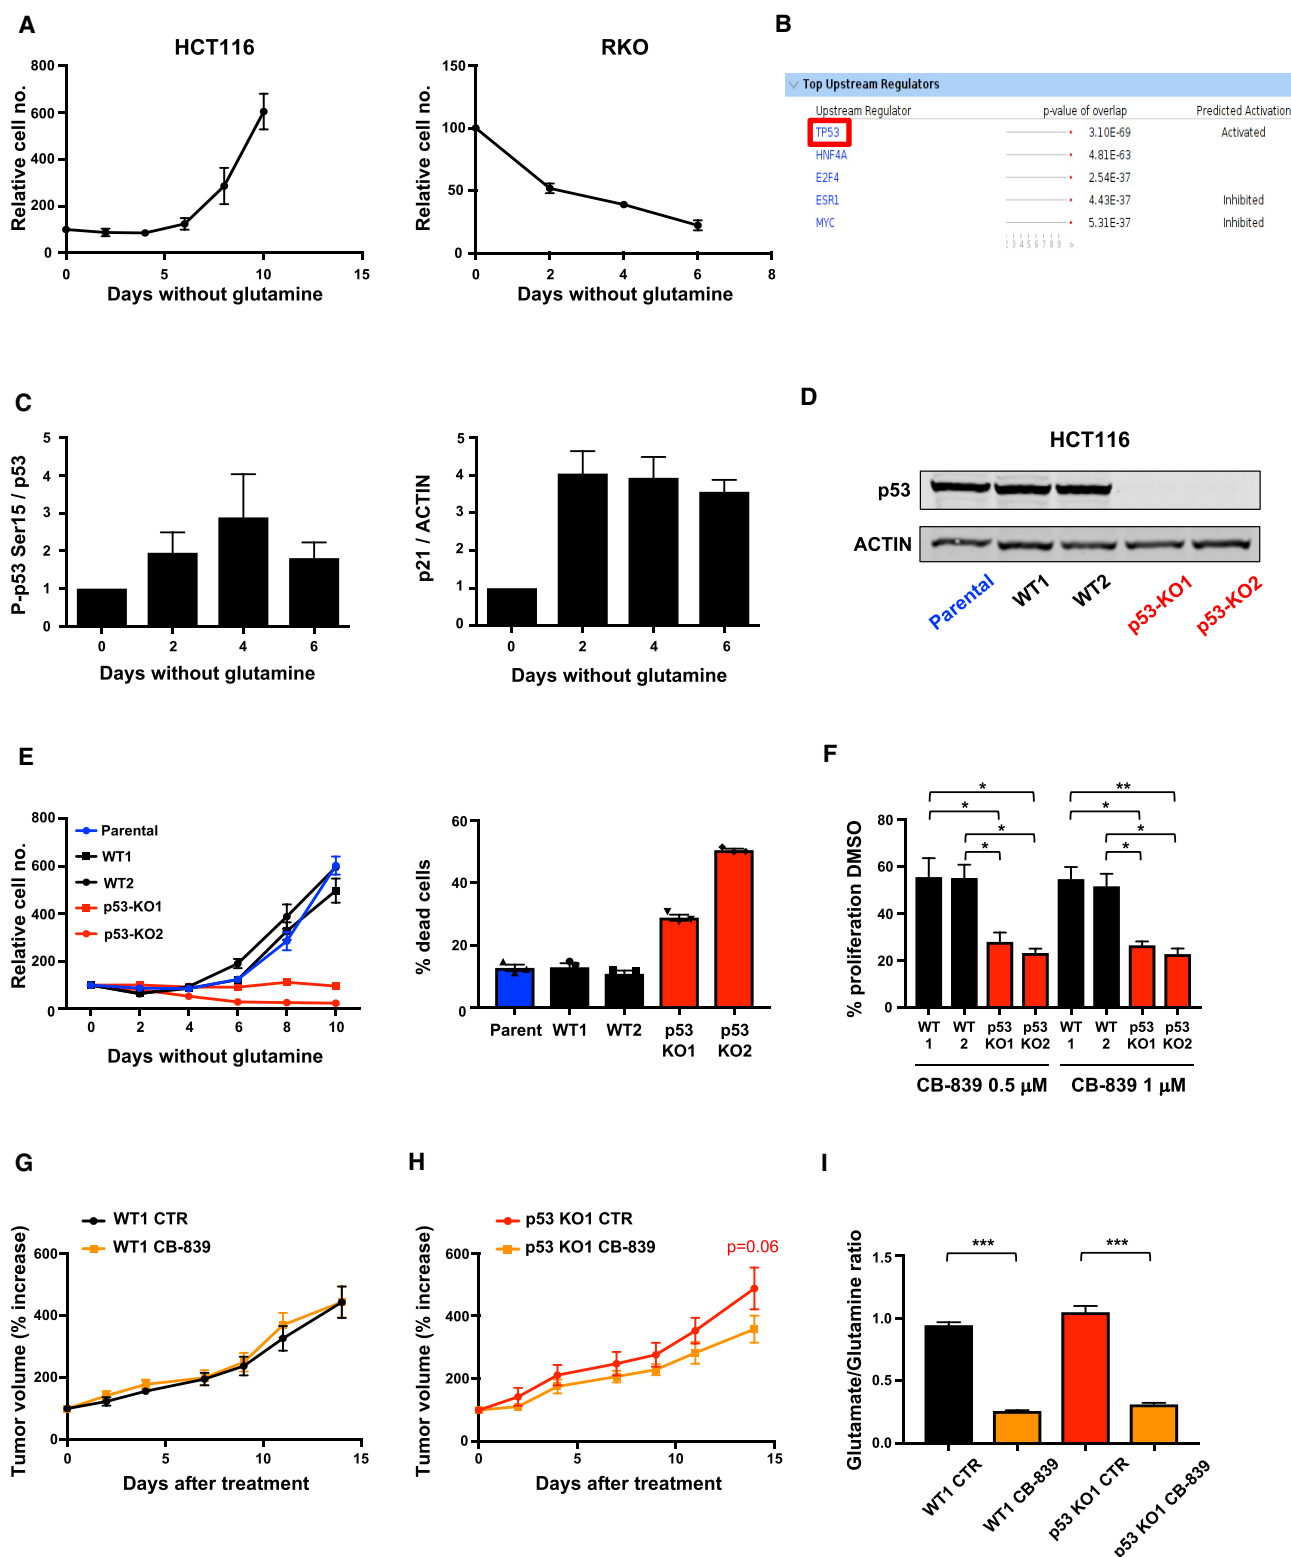 A
HCT116
Relative cell no.
800
600
400
200
0
0
5
10
15
Days without glutamine
RKO
Relative cell no.
150
100
50
0
0
2
4
6
8
Days without glutamine
B
Top Upstream Regulators
Upstream Regulator p-value of overlap Predicted Activation
TP53 3.10E-69 Activated
HNF4A 4.81E-63
E2F4 2.54E-37
ESR1 4.43E-37 Inhibited
MYC 5.31E-37 Inhibited
2 3 4 5 6 7 8 9 >
C
P-p53 Ser15 / p53
5
4
3
2
1
0
0 2 4 6
Days without glutamine
p21 / ACTIN
5
4
3
2
1
0
0 2 4 6
Days without glutamine
D
HCT116
p53
ACTIN
Parental
WT1
WT2
p53-KO1
p53-KO2
E
Relative cell no.
800
600
400
200
0
Parental
WT1
WT2
p53-KO1
p53-KO2
0 2 4 6 8 10
Days without glutamine
% dead cells
60
40
20
0
Parent WT1 WT2 p53 KO1 p53 KO2
F
% proliferation DMSO
80
60
40
20
0
* * * *
** * * *
WT 1 WT 2 p53 KO1 p53 KO2 WT 1 WT 2 p53 KO1 p53 KO2
CB-839 0.5 μM CB-839 1 μM
G
WT1 CTR
WT1 CB-839
Tumor volume (% increase)
600
400
200
0
0 5 10 15
Days after treatment
H
p53 KO1 CTR
p53 KO1 CB-839
p=0.06
Tumor volume (% increase)
600
400
200
0
0 5 10 15
Days after treatment
I
Glutamate/Glutamine ratio
1.5
1.0
0.5
0.0
*** ***
WT1 CTR
WT1 CB-839
p53 KO1 CTR
p53 KO1 CB-839